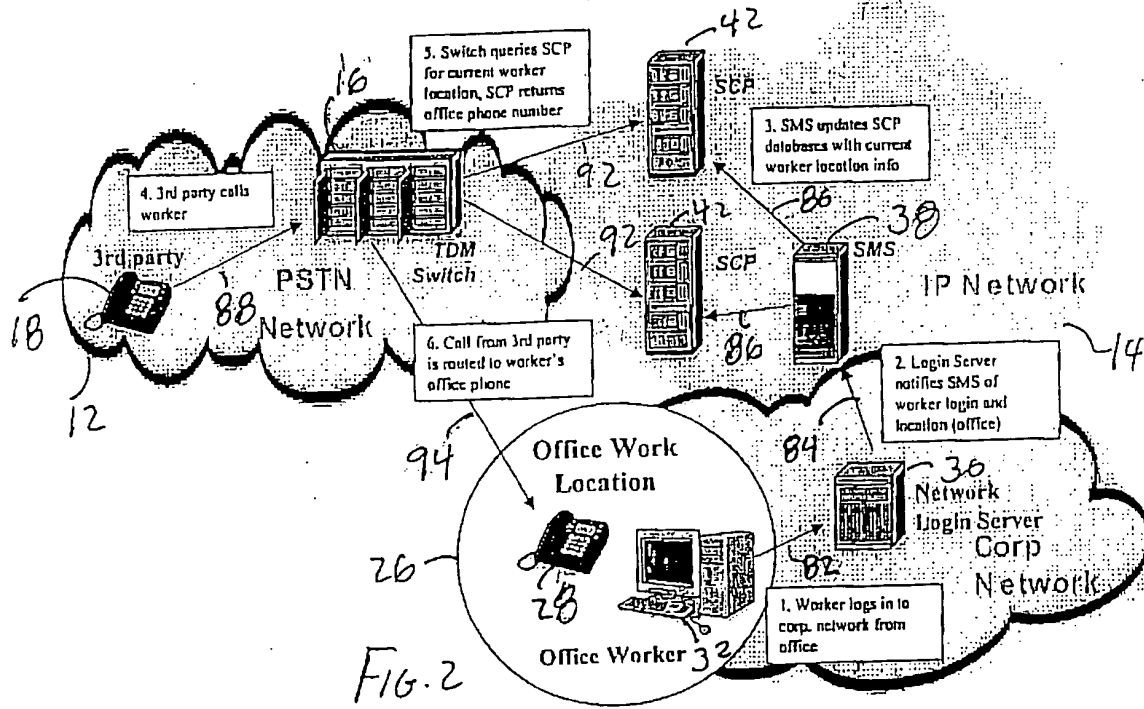 42
5. Switch queries SCP
for current worker
location, SCP returns
office phone number
16
SCP
3. SMS updates SCP
databases with current
worker location info
92
86
4. 3rd party calls
worker
42
38
92
SMS
3rd party
TDM
Switch
SCP
PSTN
IP Network
18
88
Network
86
6. Call from 3rd party
is routed to worker's
office phone
14
2. Login Server
notifies SMS of
worker login and
location (office)
12
84
94
Office Work
Location
30
Network
Login Server
Corp
Network
26
28
82
1. Worker logs in to
corp. network from
office
Office Worker
32
FIG. 2